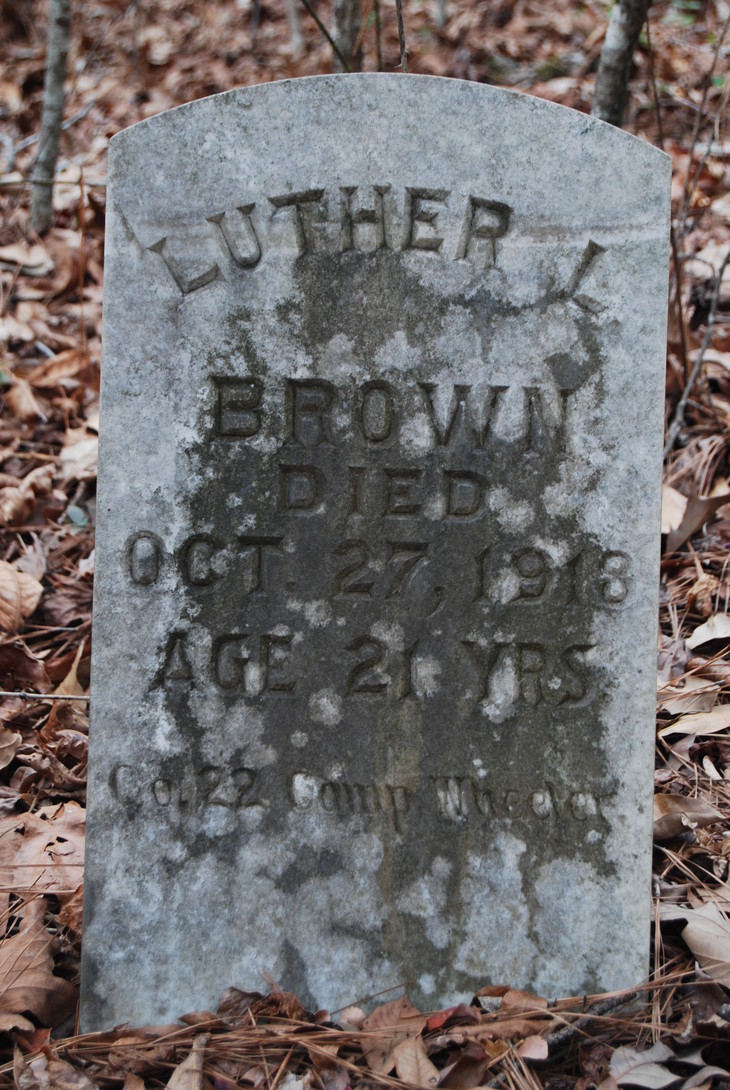 LUTHER L
BROWN
DIED
OCT. 27, 1918
AGE 21 YRS
Co. 22 Camp Wheeler